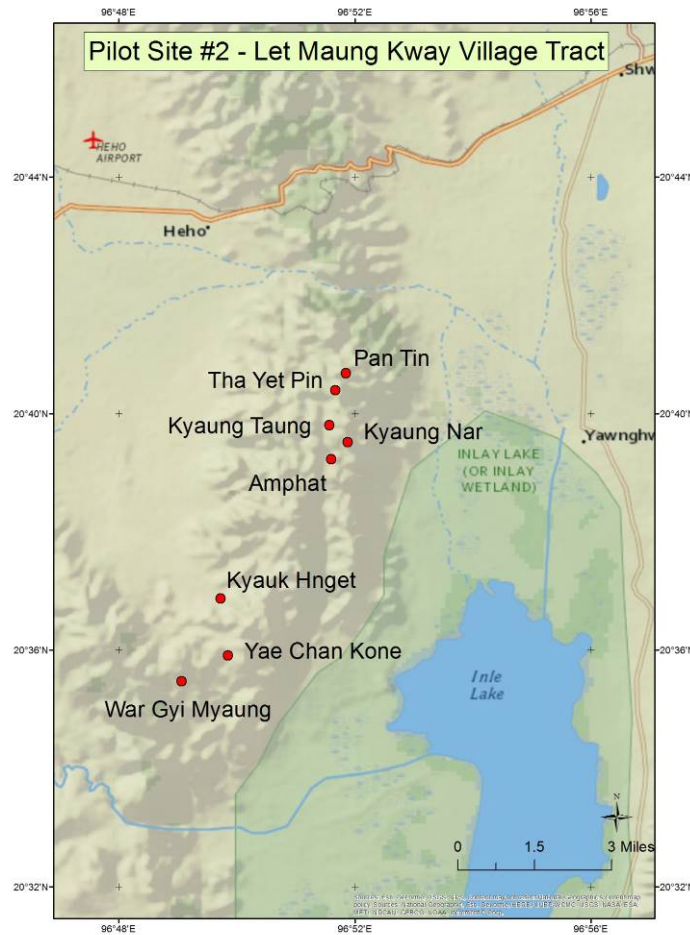 96°48'E 96°52'E 96°56'E
Pilot Site #2 - Let Maung Kway Village Tract
Shw
HEHO
AIRPORT
20°44'N 20°44'N
Heho
Pan Tin
Tha Yet Pin
Kyaung Taung
Kyaung Nar
20°40'N 20°40'N
Yawnghw
INLAY LAKE
(OR INLAY
WETLAND)
Amphat
Kyauk Hnget
20°36'N 20°36'N
Yae Chan Kone
Inle
Lake
War Gyi Myaung
N
0 1.5 3 Miles
20°32'N 20°32'N
96°48'E 96°52'E 96°56'E